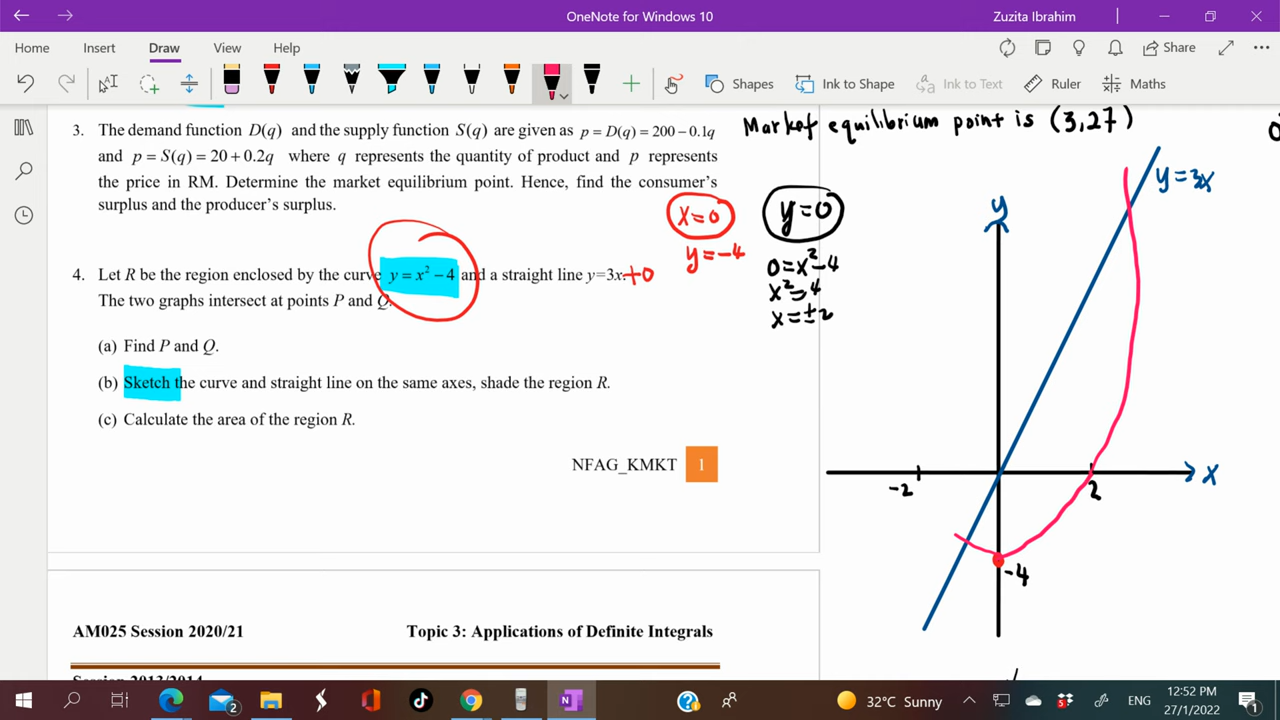 OneNote for Windows 10
Zuzita Ibrahim
Home Insert Draw View Help
Share
Shapes
Ink to Shape
Ink to Text
Ruler
Maths
3. The demand function D(q) and the supply function S(q) are given as p = D(q) = 200 − 0.1q
and p = S(q) = 20 + 0.2q where q represents the quantity of product and p represents
the price in RM. Determine the market equilibrium point. Hence, find the consumer's
surplus and the producer's surplus.
4. Let R be the region enclosed by the curve y = x² − 4 and a straight line y=3x. +0
The two graphs intersect at points P and Q.
(a) Find P and Q.
(b) Sketch the curve and straight line on the same axes, shade the region R.
(c) Calculate the area of the region R.
NFAG_KMKT 1
AM025 Session 2020/21 Topic 3: Applications of Definite Integrals
Session 2013/2014
Market equilibrium point is (3,27)
x=0
y=-4
y=0
0=x²-4
x²=4
x=±2
y=3x
y
x
-2
2
-4
32°C Sunny
ENG
12:52 PM
27/1/2022
2
5
1